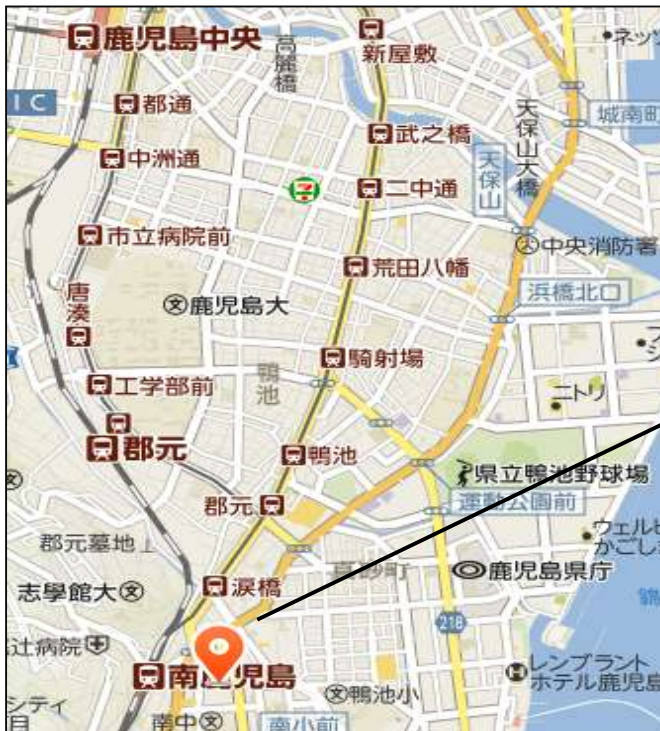 鹿児島中央
高麗橋
新屋敷
ネッツ
IC
都通
武之橋
天保山大橋
城南町
中洲通
二中通
天保山
市立病院前
中央消防署
荒田八幡
唐湊
鹿児島大
浜橋北口
騎射場
工学部前
鴨池
ニトリ
郡元
鴨池
県立鴨池野球場
郡元
運動公園前
ウェルビ
かごしま
郡元墓地
真砂町
鹿児島県庁
志學館大
涙橋
218
辻病院
レンブラント
ホテル鹿児島
南鹿児島
鴨池小
シティ
目
南中
南小前